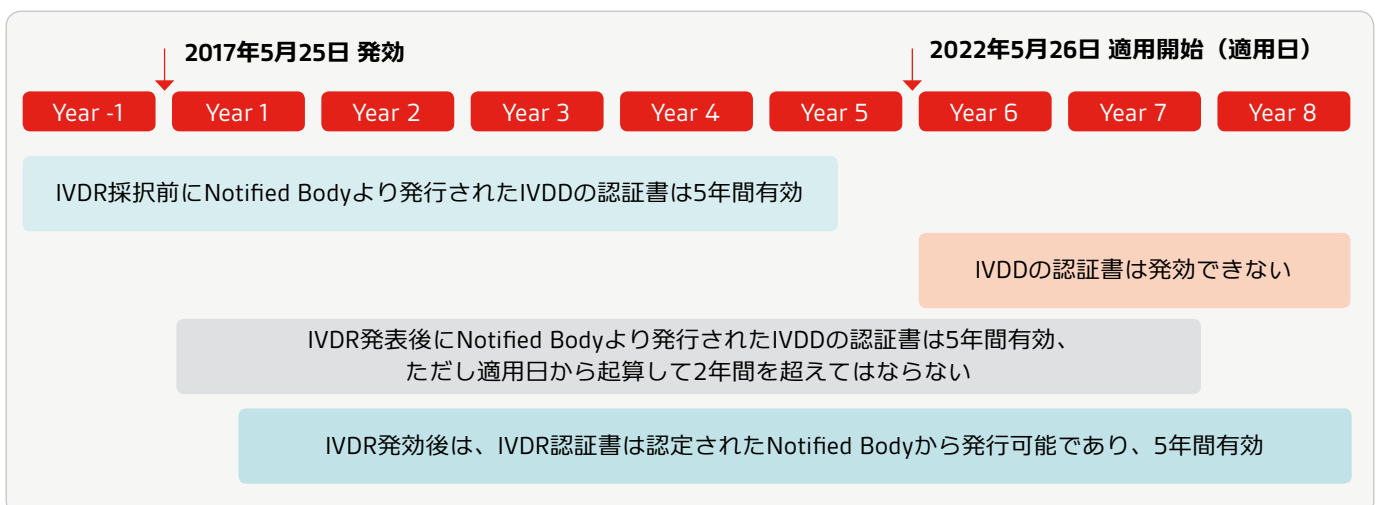 2017年5月25日 発効
2022年5月26日 適用開始（適用日）
Year -1
Year 1
Year 2
Year 3
Year 4
Year 5
Year 6
Year 7
Year 8
IVDR採択前にNotified Bodyより発行されたIVDDの認証書は5年間有効
IVDDの認証書は発効できない
IVDR発表後にNotified Bodyより発行されたIVDDの認証書は5年間有効、
ただし適用日から起算して2年間を超えてはならない
IVDR発効後は、IVDR認証書は認定されたNotified Bodyから発行可能であり、5年間有効